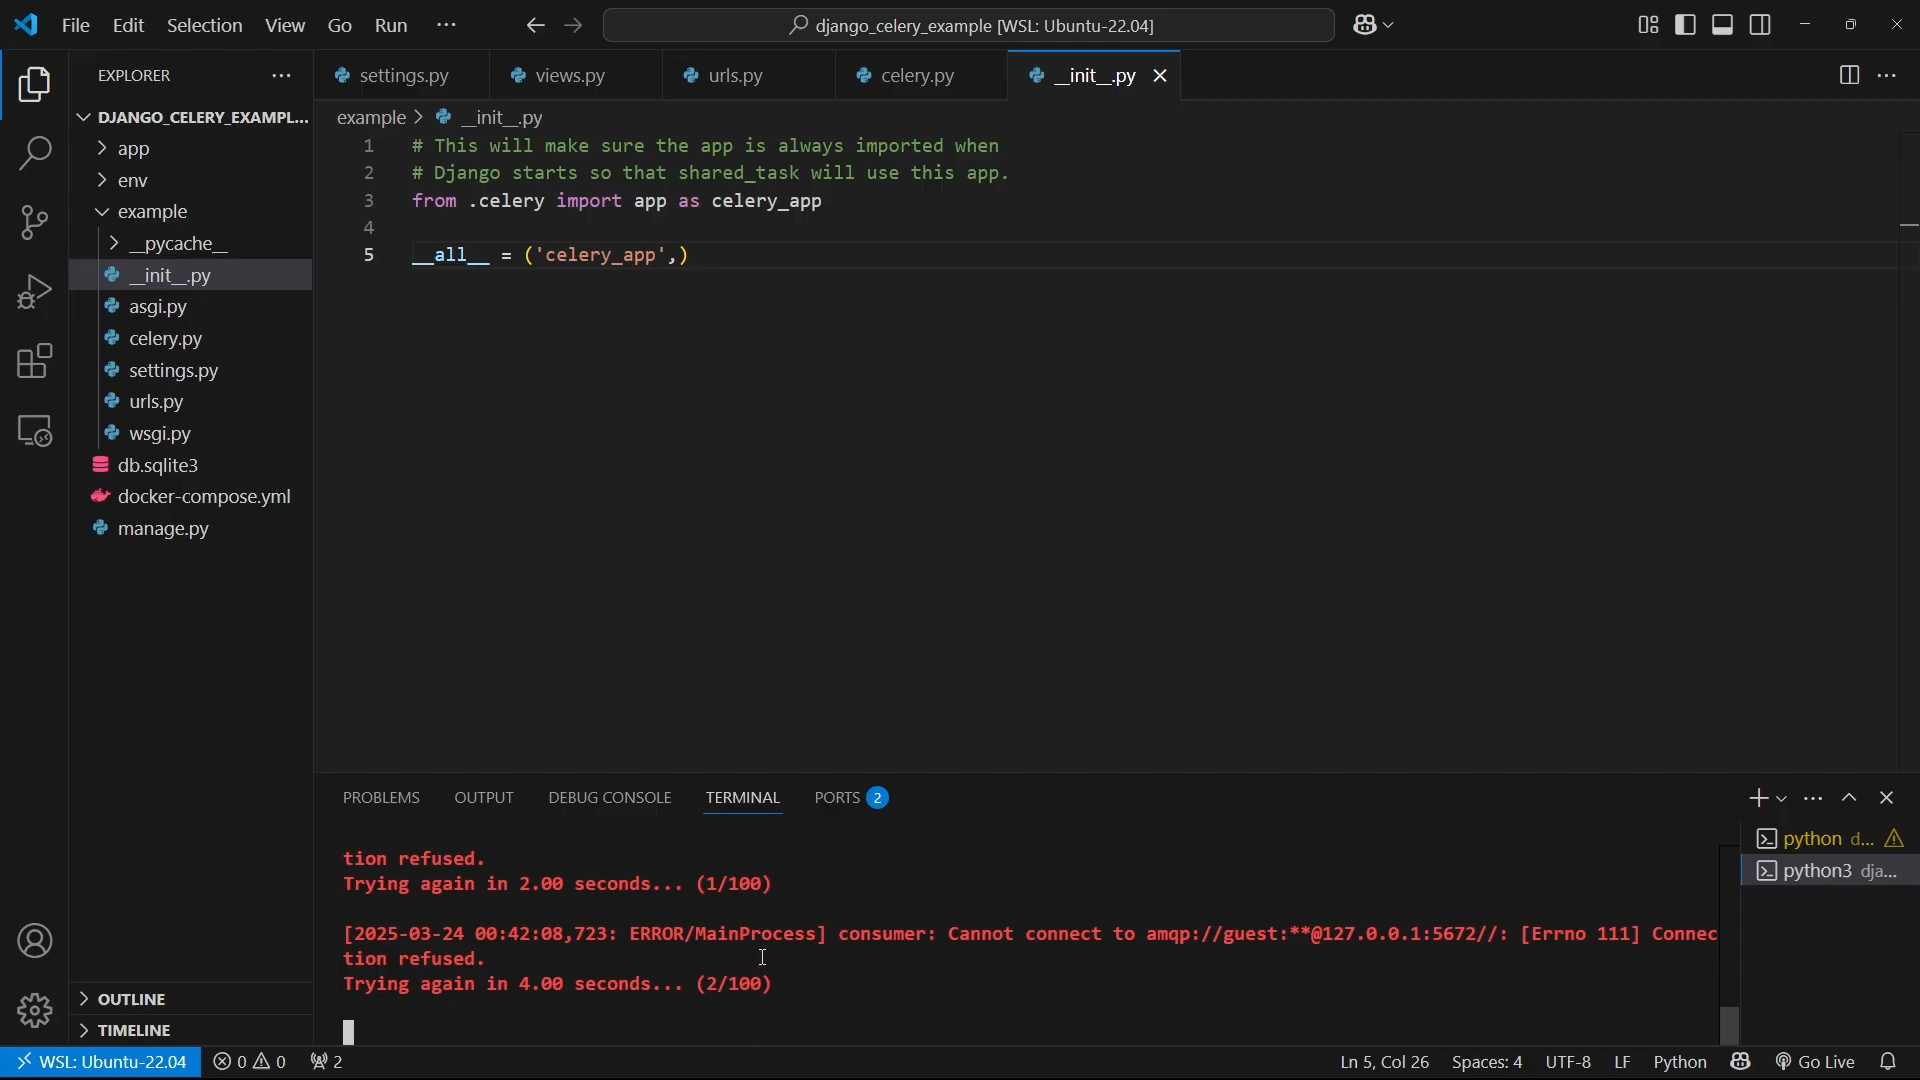 File Edit Selection View Go Run ···
django_celery_example [WSL: Ubuntu-22.04]
EXPLORER
settings.py
views.py
urls.py
celery.py
__init__.py
DJANGO_CELERY_EXAMPL...
app
env
example
__pycache__
__init__.py
asgi.py
celery.py
settings.py
urls.py
wsgi.py
db.sqlite3
docker-compose.yml
manage.py
OUTLINE
TIMELINE
example > __init__.py
1 # This will make sure the app is always imported when
2 # Django starts so that shared_task will use this app.
3 from .celery import app as celery_app
4
5 __all__ = ('celery_app',)
PROBLEMS OUTPUT DEBUG CONSOLE TERMINAL PORTS 2
tion refused.
Trying again in 2.00 seconds... (1/100)
[2025-03-24 00:42:08,723: ERROR/MainProcess] consumer: Cannot connect to amqp://guest:**@127.0.0.1:5672//: [Errno 111] Connec
tion refused.
Trying again in 4.00 seconds... (2/100)
python d...
python3 dja...
WSL: Ubuntu-22.04 0 0 2
Ln 5, Col 26 Spaces: 4 UTF-8 LF Python Go Live